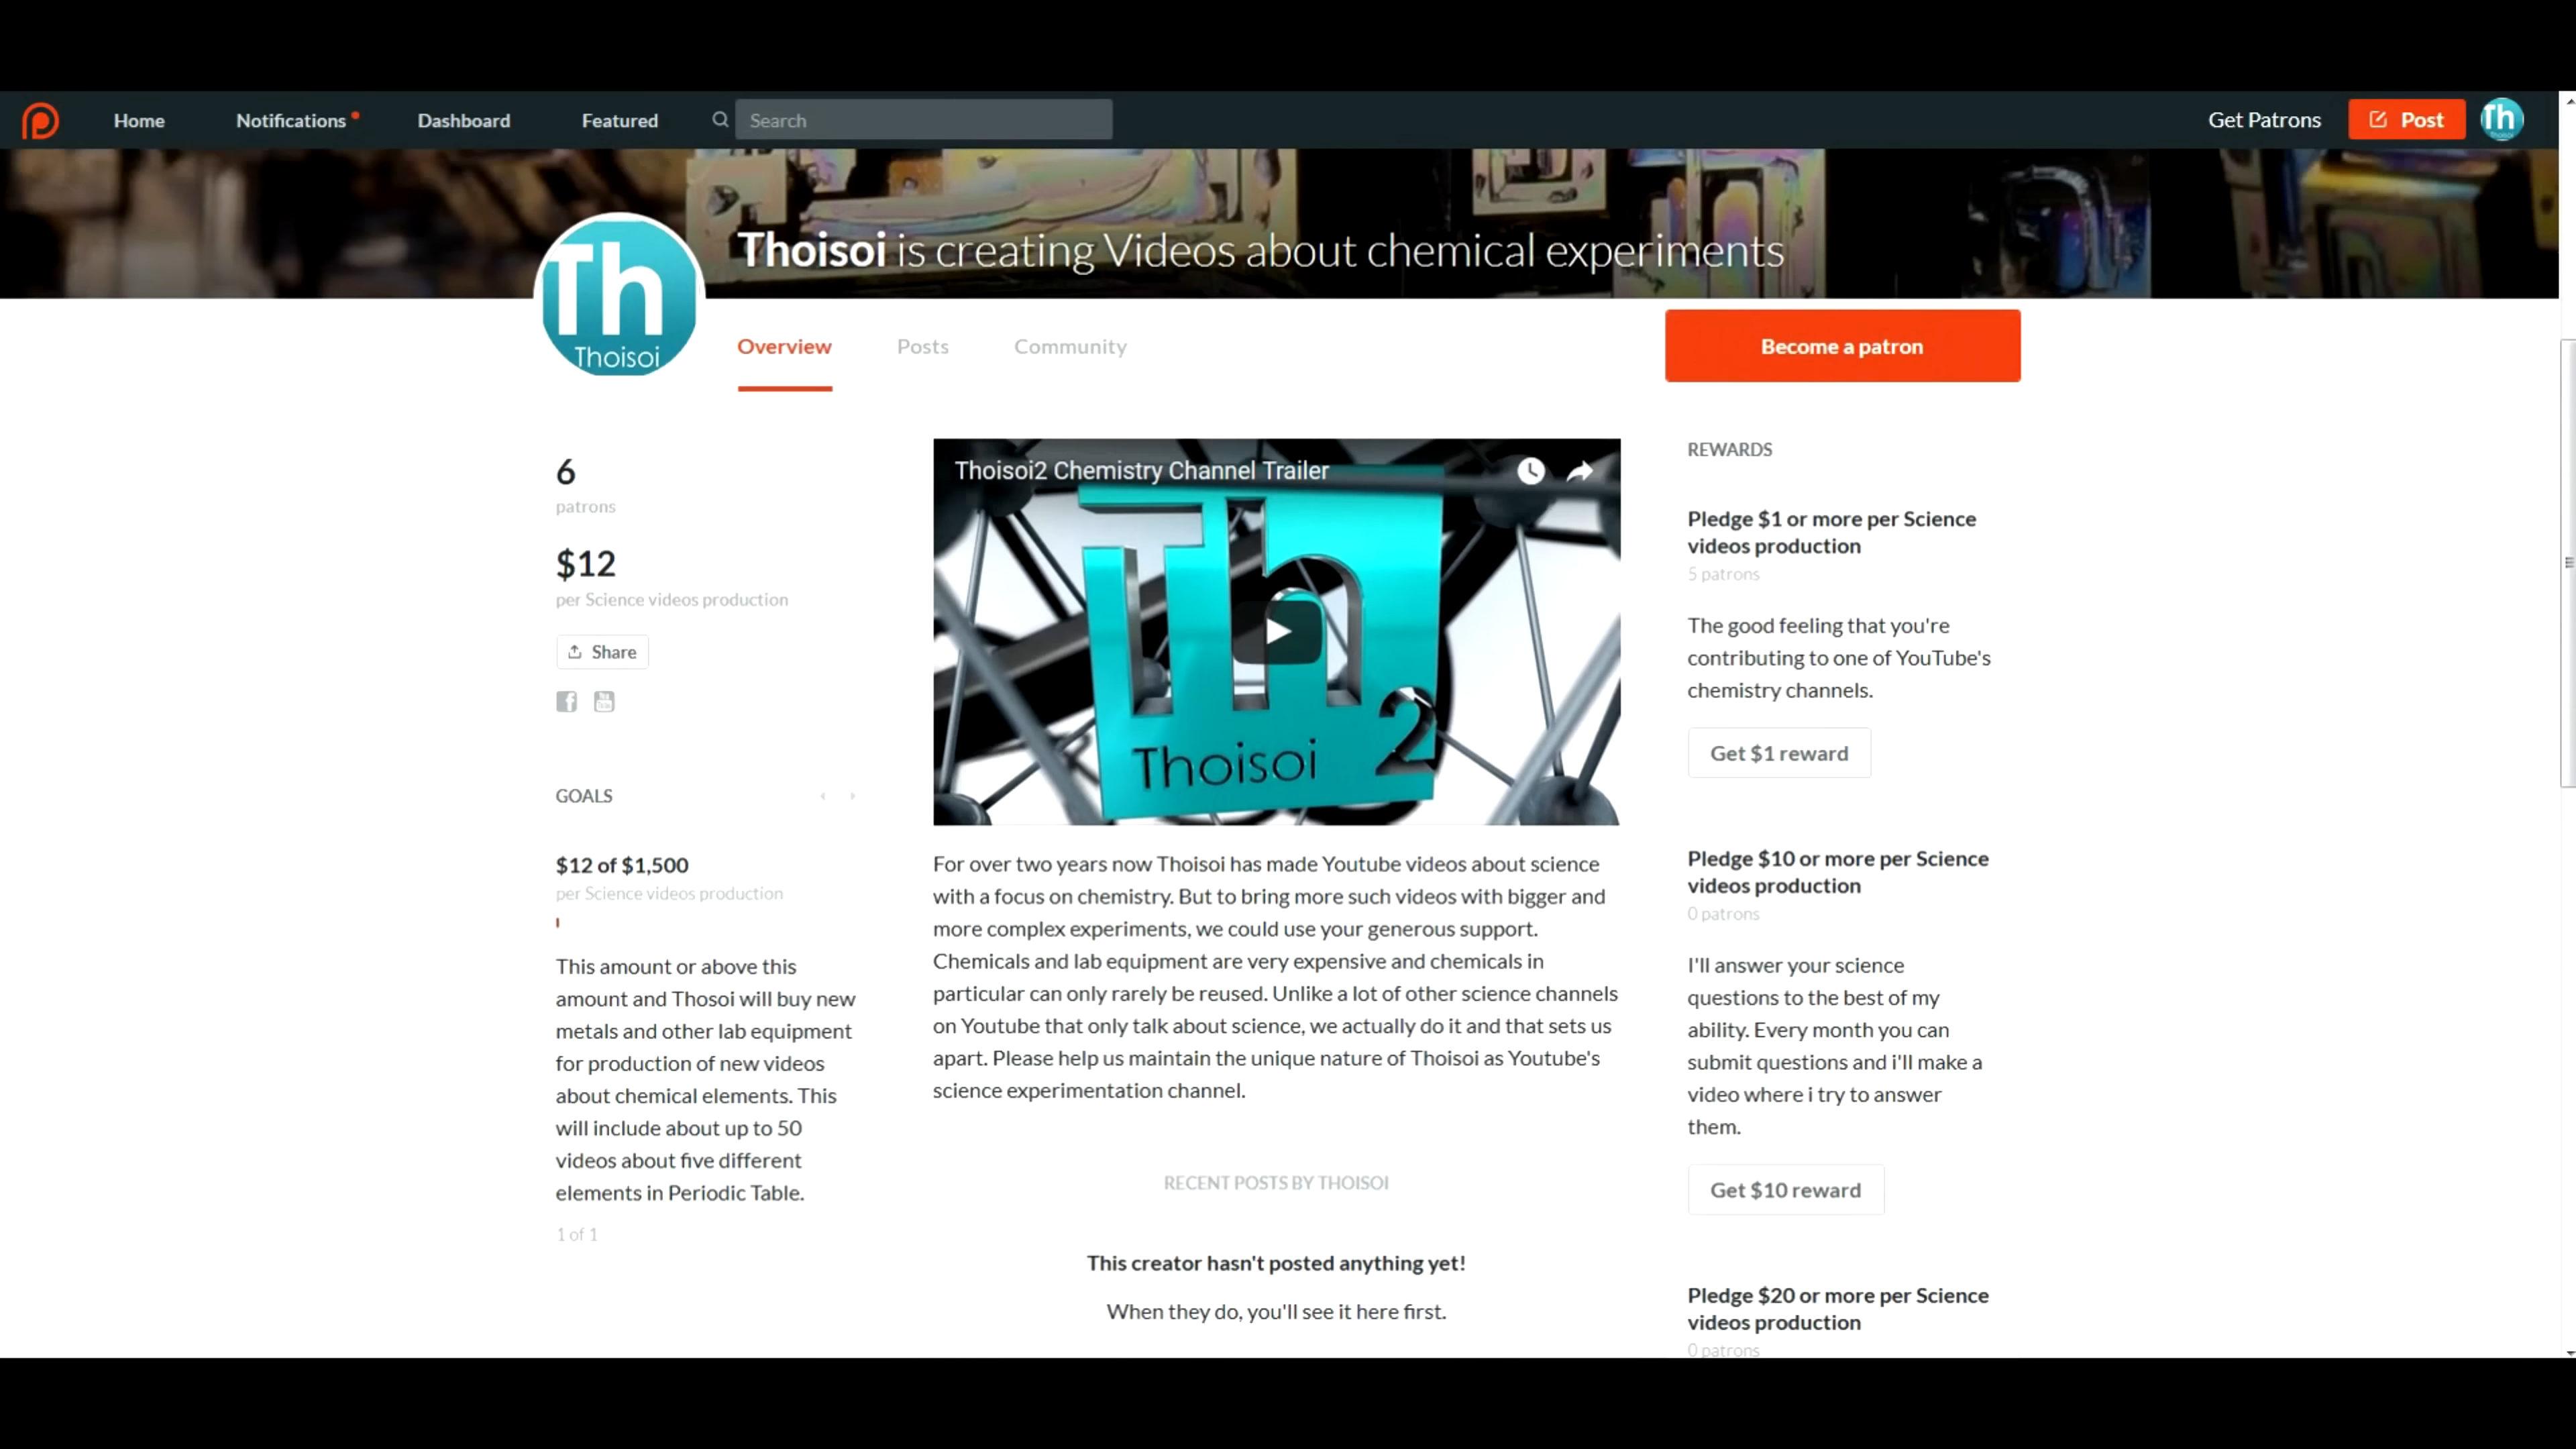 Home Notifications Dashboard Featured Search Get Patrons Post Th
Thoisoi is creating Videos about chemical experiments
Th
Thoisoi
Overview Posts Community Become a patron
6
patrons
$12
per Science videos production
Share
GOALS
$12 of $1,500
per Science videos production
This amount or above this
amount and Thosoi will buy new
metals and other lab equipment
for production of new videos
about chemical elements. This
will include about up to 50
videos about five different
elements in Periodic Table.
1 of 1
Thoisoi2 Chemistry Channel Trailer
Th
Thoisoi 2
For over two years now Thoisoi has made Youtube videos about science
with a focus on chemistry. But to bring more such videos with bigger and
more complex experiments, we could use your generous support.
Chemicals and lab equipment are very expensive and chemicals in
particular can only rarely be reused. Unlike a lot of other science channels
on Youtube that only talk about science, we actually do it and that sets us
apart. Please help us maintain the unique nature of Thoisoi as Youtube's
science experimentation channel.
RECENT POSTS BY THOISOI
This creator hasn't posted anything yet!
When they do, you'll see it here first.
REWARDS
Pledge $1 or more per Science
videos production
5 patrons
The good feeling that you're
contributing to one of YouTube's
chemistry channels.
Get $1 reward
Pledge $10 or more per Science
videos production
0 patrons
I'll answer your science
questions to the best of my
ability. Every month you can
submit questions and i'll make a
video where i try to answer
them.
Get $10 reward
Pledge $20 or more per Science
videos production
0 patrons